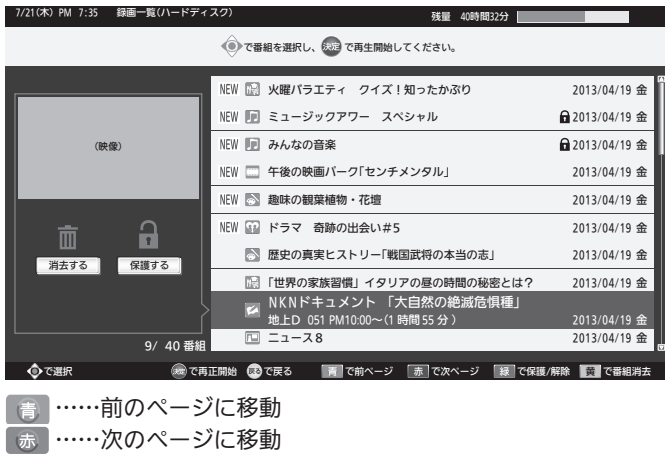 7/21(木) PM 7:35 録画一覧(ハードディスク) 残量 40時間32分
で番組を選択し、決定で再生開始してください。
(映像)
消去する 保護する
9/ 40 番組
NEW 火曜バラエティ クイズ！知ったかぶり 2013/04/19 金
NEW ミュージックアワー スペシャル 2013/04/19 金
NEW みんなの音楽 2013/04/19 金
NEW 午後の映画パーク「センチメンタル」 2013/04/19 金
NEW 趣味の観葉植物・花壇 2013/04/19 金
NEW ドラマ 奇跡の出会い#5 2013/04/19 金
歴史の真実ヒストリー「戦国武将の本当の志」 2013/04/19 金
「世界の家族習慣」イタリアの昼の時間の秘密とは？ 2013/04/19 金
NKNドキュメント 「大自然の絶滅危惧種」
地上D 051 PM10:00〜(1時間55分) 2013/04/19 金
ニュース8 2013/04/19 金
で選択 決定で再正開始 戻るで戻る 青で前ページ 赤で次ページ 緑で保護/解除 黄で番組消去
青……前のページに移動
赤……次のページに移動